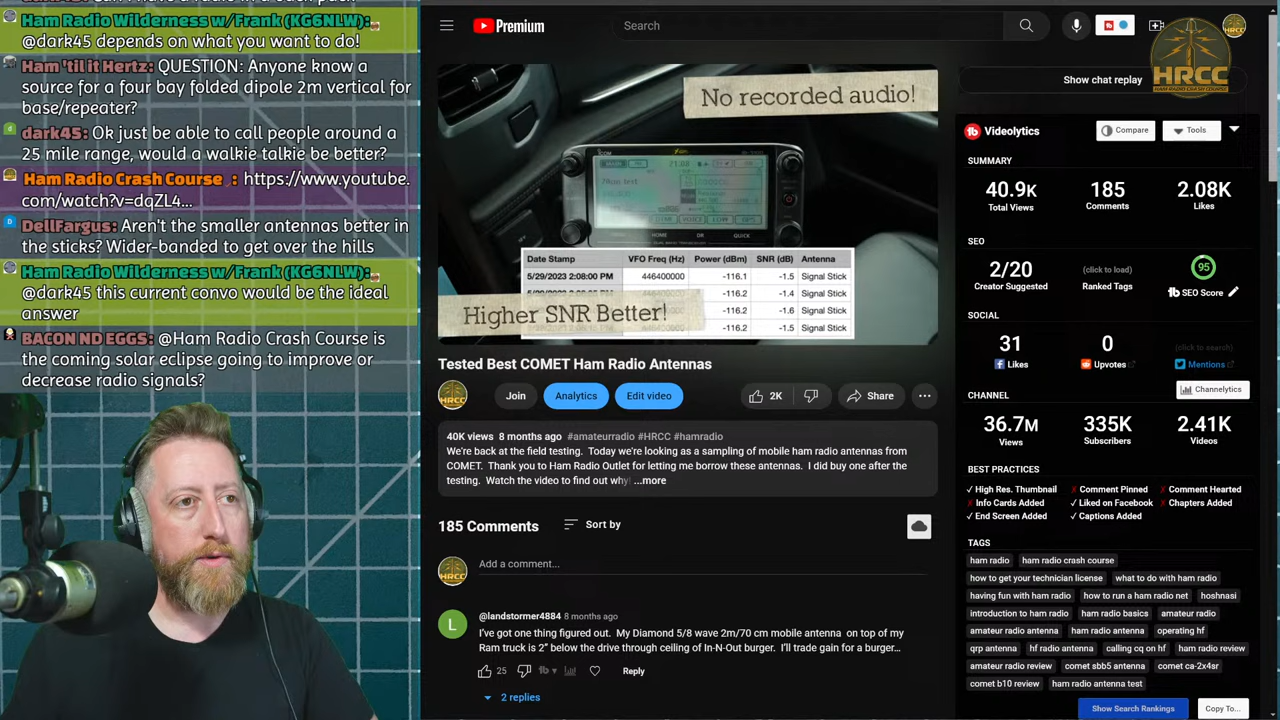 Ham Radio Wilderness w/Frank (KG6NLW):
@dark45 depends on what you want to do!
Ham 'til it Hertz: QUESTION: Anyone know a
source for a four bay folded dipole 2m vertical for
base/repeater?
dark45: Ok just be able to call people around a
25 mile range, would a walkie talkie be better?
Ham Radio Crash Course : https://www.youtube.
com/watch?v=dqZL4...
DellFargus: Aren't the smaller antennas better in
the sticks? Wider-banded to get over the hills
Ham Radio Wilderness w/Frank (KG6NLW):
@dark45 this current convo would be the ideal
answer
BACON ND EGGS: @Ham Radio Crash Course is
the coming solar eclipse going to improve or
decrease radio signals?
Premium
Search
HRCC
HAM RADIO CRASH COURSE
No recorded audio!
Date Stamp VFO Freq (Hz) Power (dBm) SNR (dB) Antenna
5/29/2023 2:08:00 PM 446400000 -116.1 -1.5 Signal Stick
-116.2 -1.4 Signal Stick
-116.2 -1.6 Signal Stick
-116.2 -1.5 Signal Stick
Higher SNR Better!
Tested Best COMET Ham Radio Antennas
HRCC
Join
Analytics
Edit video
2K
Share
40K views 8 months ago #amateurradio #HRCC #hamradio
We're back at the field testing. Today we're looking as a sampling of mobile ham radio antennas from
COMET. Thank you to Ham Radio Outlet for letting me borrow these antennas. I did buy one after the
testing. Watch the video to find out why! ...more
185 Comments
Sort by
HRCC
Add a comment...
L
@landstormer4884 8 months ago
I've got one thing figured out. My Diamond 5/8 wave 2m/70 cm mobile antenna on top of my
Ram truck is 2" below the drive through ceiling of In-N-Out burger. I'll trade gain for a burger...
25
Reply
2 replies
Show chat replay
Videolytics
Compare
Tools
SUMMARY
40.9K 185 2.08K
Total Views Comments Likes
SEO
2/20 (click to load) 95
Creator Suggested Ranked Tags SEO Score
SOCIAL
31 0 (click to search)
Likes Upvotes Mentions
CHANNEL
Channelytics
36.7M 335K 2.41K
Views Subscribers Videos
BEST PRACTICES
High Res. Thumbnail Comment Pinned Comment Hearted
Info Cards Added Liked on Facebook Chapters Added
End Screen Added Captions Added
TAGS
ham radio ham radio crash course
how to get your technician license what to do with ham radio
having fun with ham radio how to run a ham radio net hoshnasi
introduction to ham radio ham radio basics amateur radio
amateur radio antenna ham radio antenna operating hf
qrp antenna hf radio antenna calling cq on hf ham radio review
amateur radio review comet sbb5 antenna comet ca-2x4sr
comet b10 review ham radio antenna test
Show Search Rankings
Copy To...